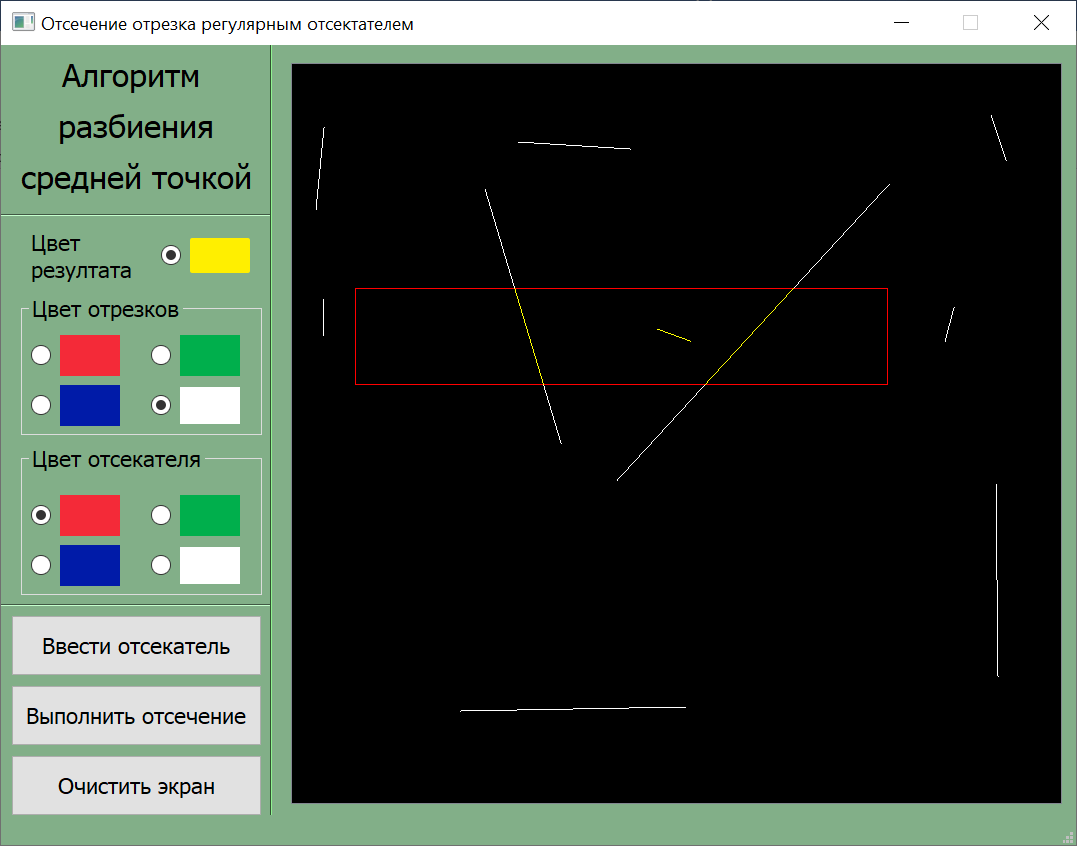 Отсечение отрезка регулярным отсектателем
Алгоритм
разбиения
средней точкой
Цвет
резултата
Цвет отрезков
Цвет отсекателя
Ввести отсекатель
Выполнить отсечение
Очистить экран